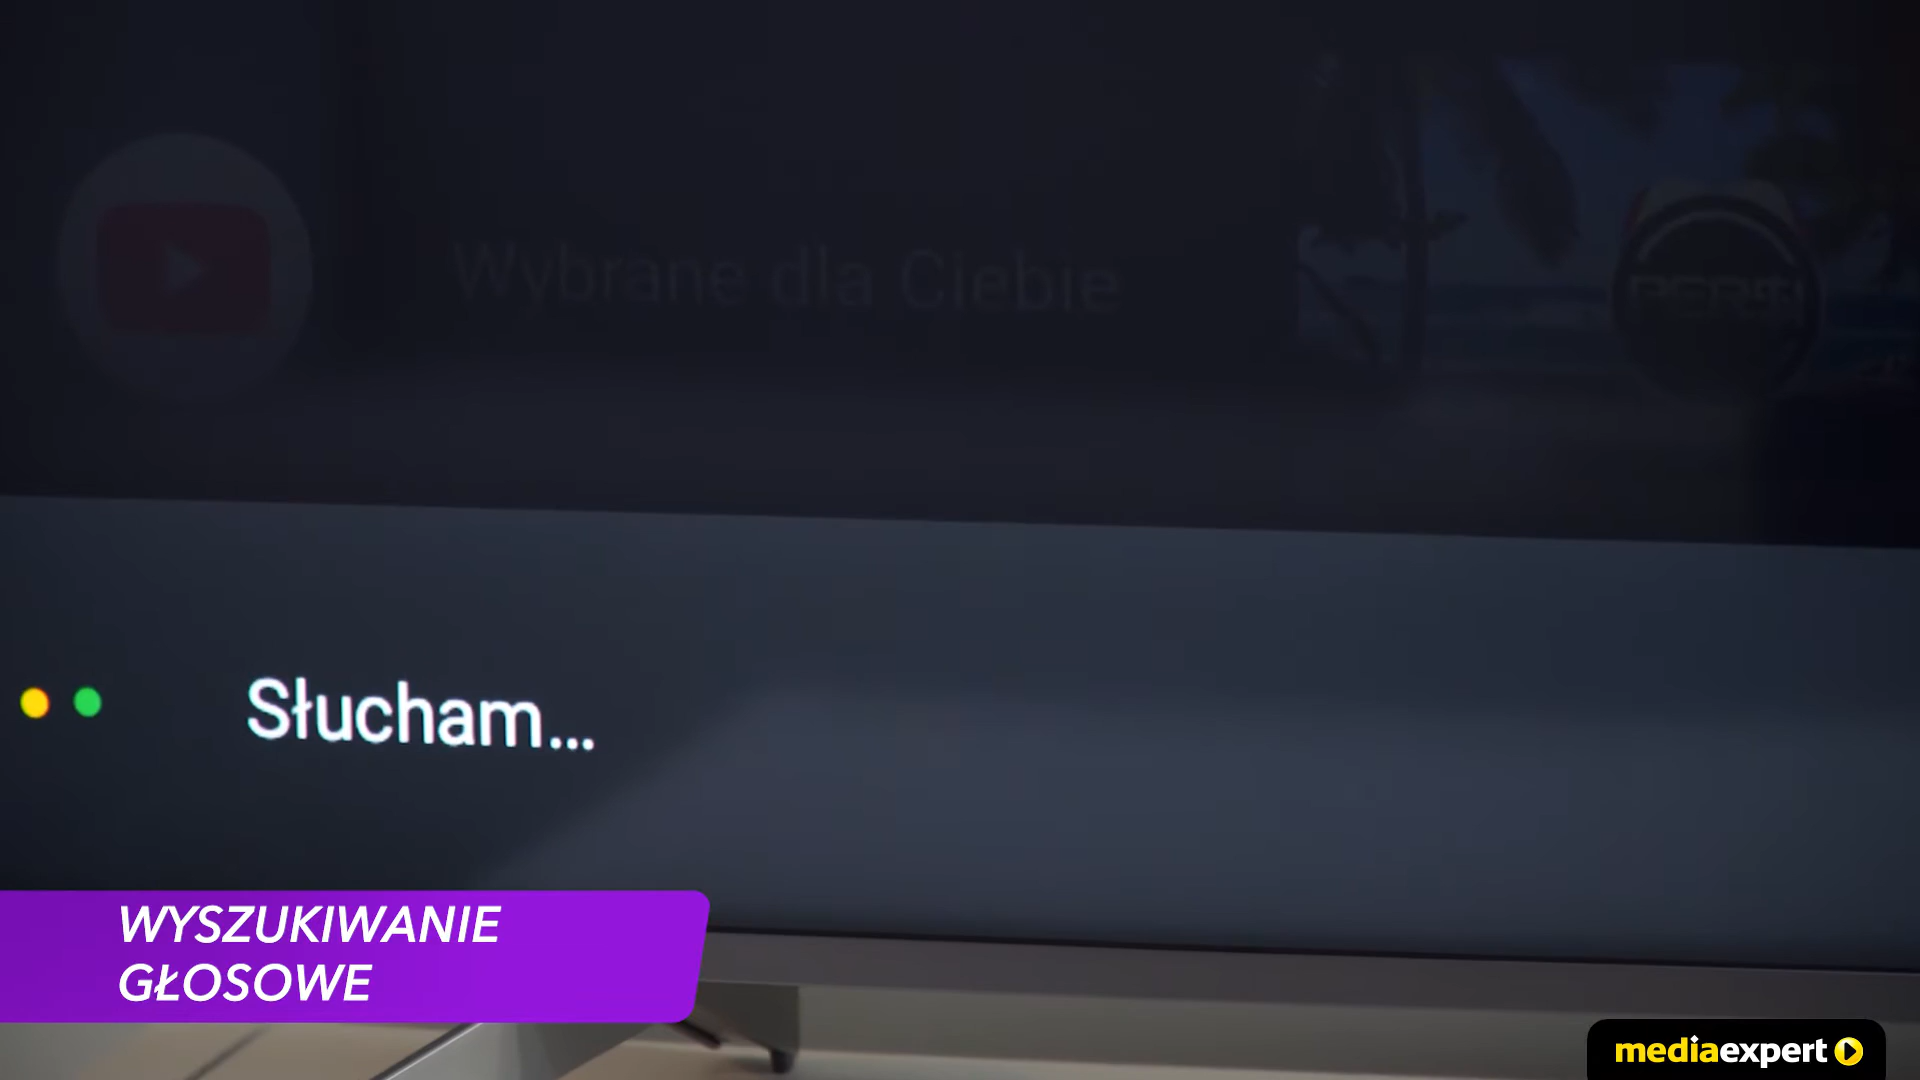 Wybrane dla Ciebie
Słucham...
WYSZUKIWANIE
GŁOSOWE
mediaexpert